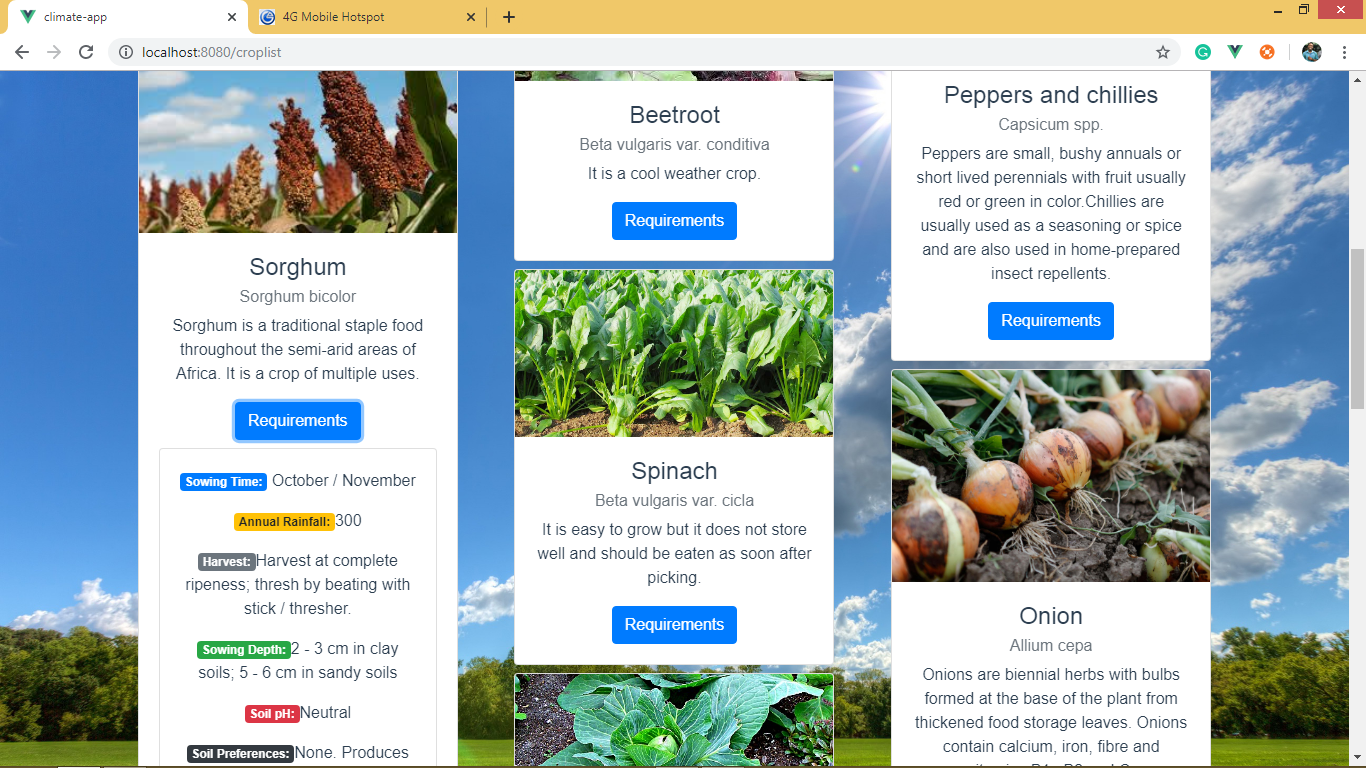 climate-app
4G Mobile Hotspot
localhost:8080/croplist
Sorghum
Sorghum bicolor
Sorghum is a traditional staple food
throughout the semi-arid areas of
Africa. It is a crop of multiple uses.
Requirements
Sowing Time: October / November
Annual Rainfall: 300
Harvest: Harvest at complete
ripeness; thresh by beating with
stick / thresher.
Sowing Depth: 2 - 3 cm in clay
soils; 5 - 6 cm in sandy soils
Soil pH: Neutral
Soil Preferences: None. Produces
Beetroot
Beta vulgaris var. conditiva
It is a cool weather crop.
Requirements
Spinach
Beta vulgaris var. cicla
It is easy to grow but it does not store
well and should be eaten as soon after
picking.
Requirements
Peppers and chillies
Capsicum spp.
Peppers are small, bushy annuals or
short lived perennials with fruit usually
red or green in color.Chillies are
usually used as a seasoning or spice
and are also used in home-prepared
insect repellents.
Requirements
Onion
Allium cepa
Onions are biennial herbs with bulbs
formed at the base of the plant from
thickened food storage leaves. Onions
contain calcium, iron, fibre and